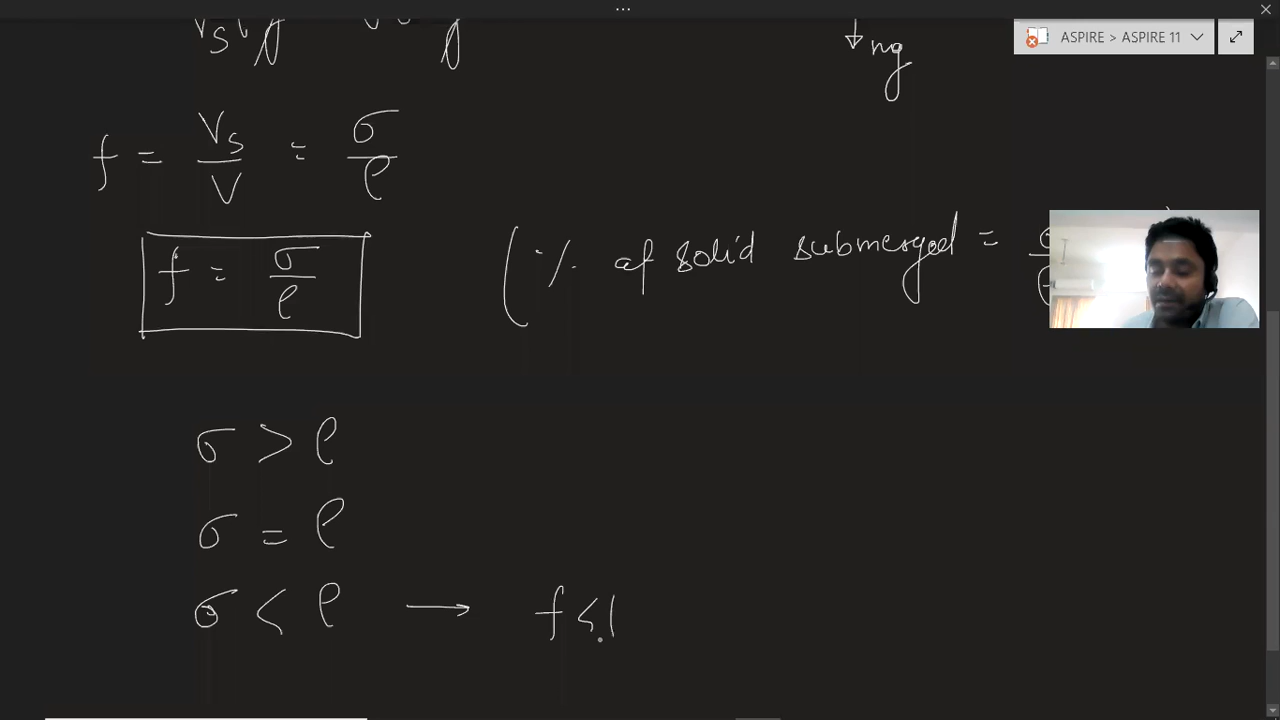 ...
ASPIRE > ASPIRE 11
↓ mg
f = Vs/V = σ/ρ
f = σ/ρ
(% of solid submerged =
σ > ρ
σ = ρ
σ < ρ → f < 1